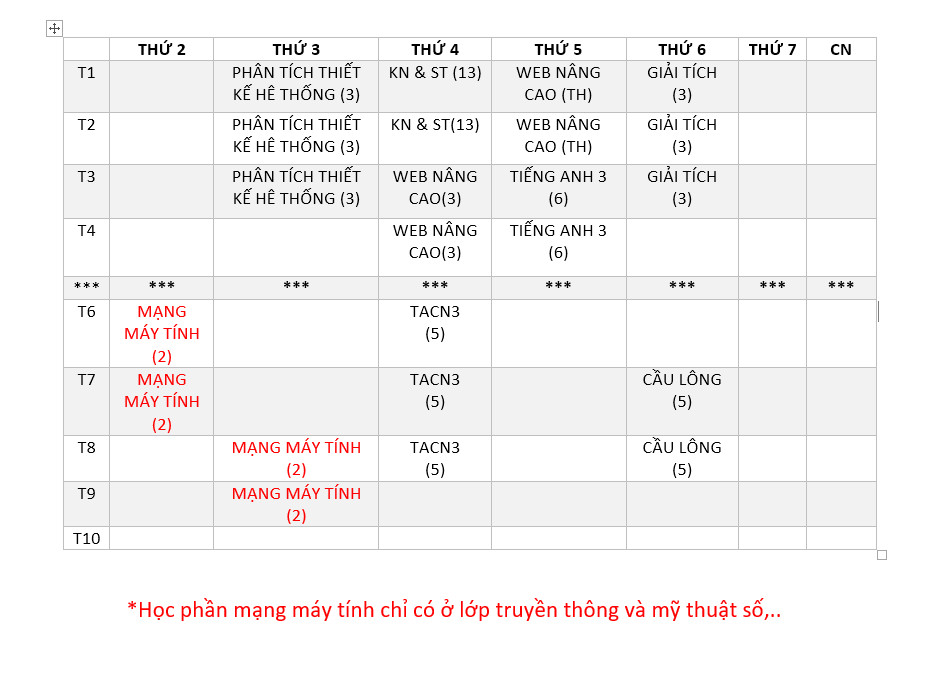 THỨ 2 THỨ 3 THỨ 4 THỨ 5 THỨ 6 THỨ 7 CN
T1 PHÂN TÍCH THIẾT KN & ST (13) WEB NÂNG GIẢI TÍCH
KẾ HÊ THỐNG (3) CAO (TH) (3)
T2 PHÂN TÍCH THIẾT KN & ST(13) WEB NÂNG GIẢI TÍCH
KẾ HÊ THỐNG (3) CAO (TH) (3)
T3 PHÂN TÍCH THIẾT WEB NÂNG TIẾNG ANH 3 GIẢI TÍCH
KẾ HÊ THỐNG (3) CAO(3) (6) (3)
T4 WEB NÂNG TIẾNG ANH 3
CAO(3) (6)
*** *** *** *** *** *** *** ***
T6 MẠNG TACN3
MÁY TÍNH (5)
(2)
T7 MẠNG TACN3 CẦU LÔNG
MÁY TÍNH (5) (5)
(2)
T8 MẠNG MÁY TÍNH TACN3 CẦU LÔNG
(2) (5) (5)
T9 MẠNG MÁY TÍNH
(2)
T10
*Học phần mạng máy tính chỉ có ở lớp truyền thông và mỹ thuật số,..